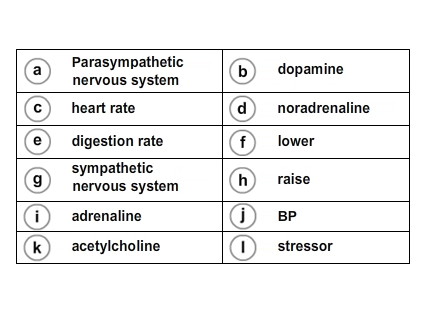 a Parasympathetic nervous system
b dopamine
c heart rate
d noradrenaline
e digestion rate
f lower
g sympathetic nervous system
h raise
i adrenaline
j BP
k acetylcholine
l stressor